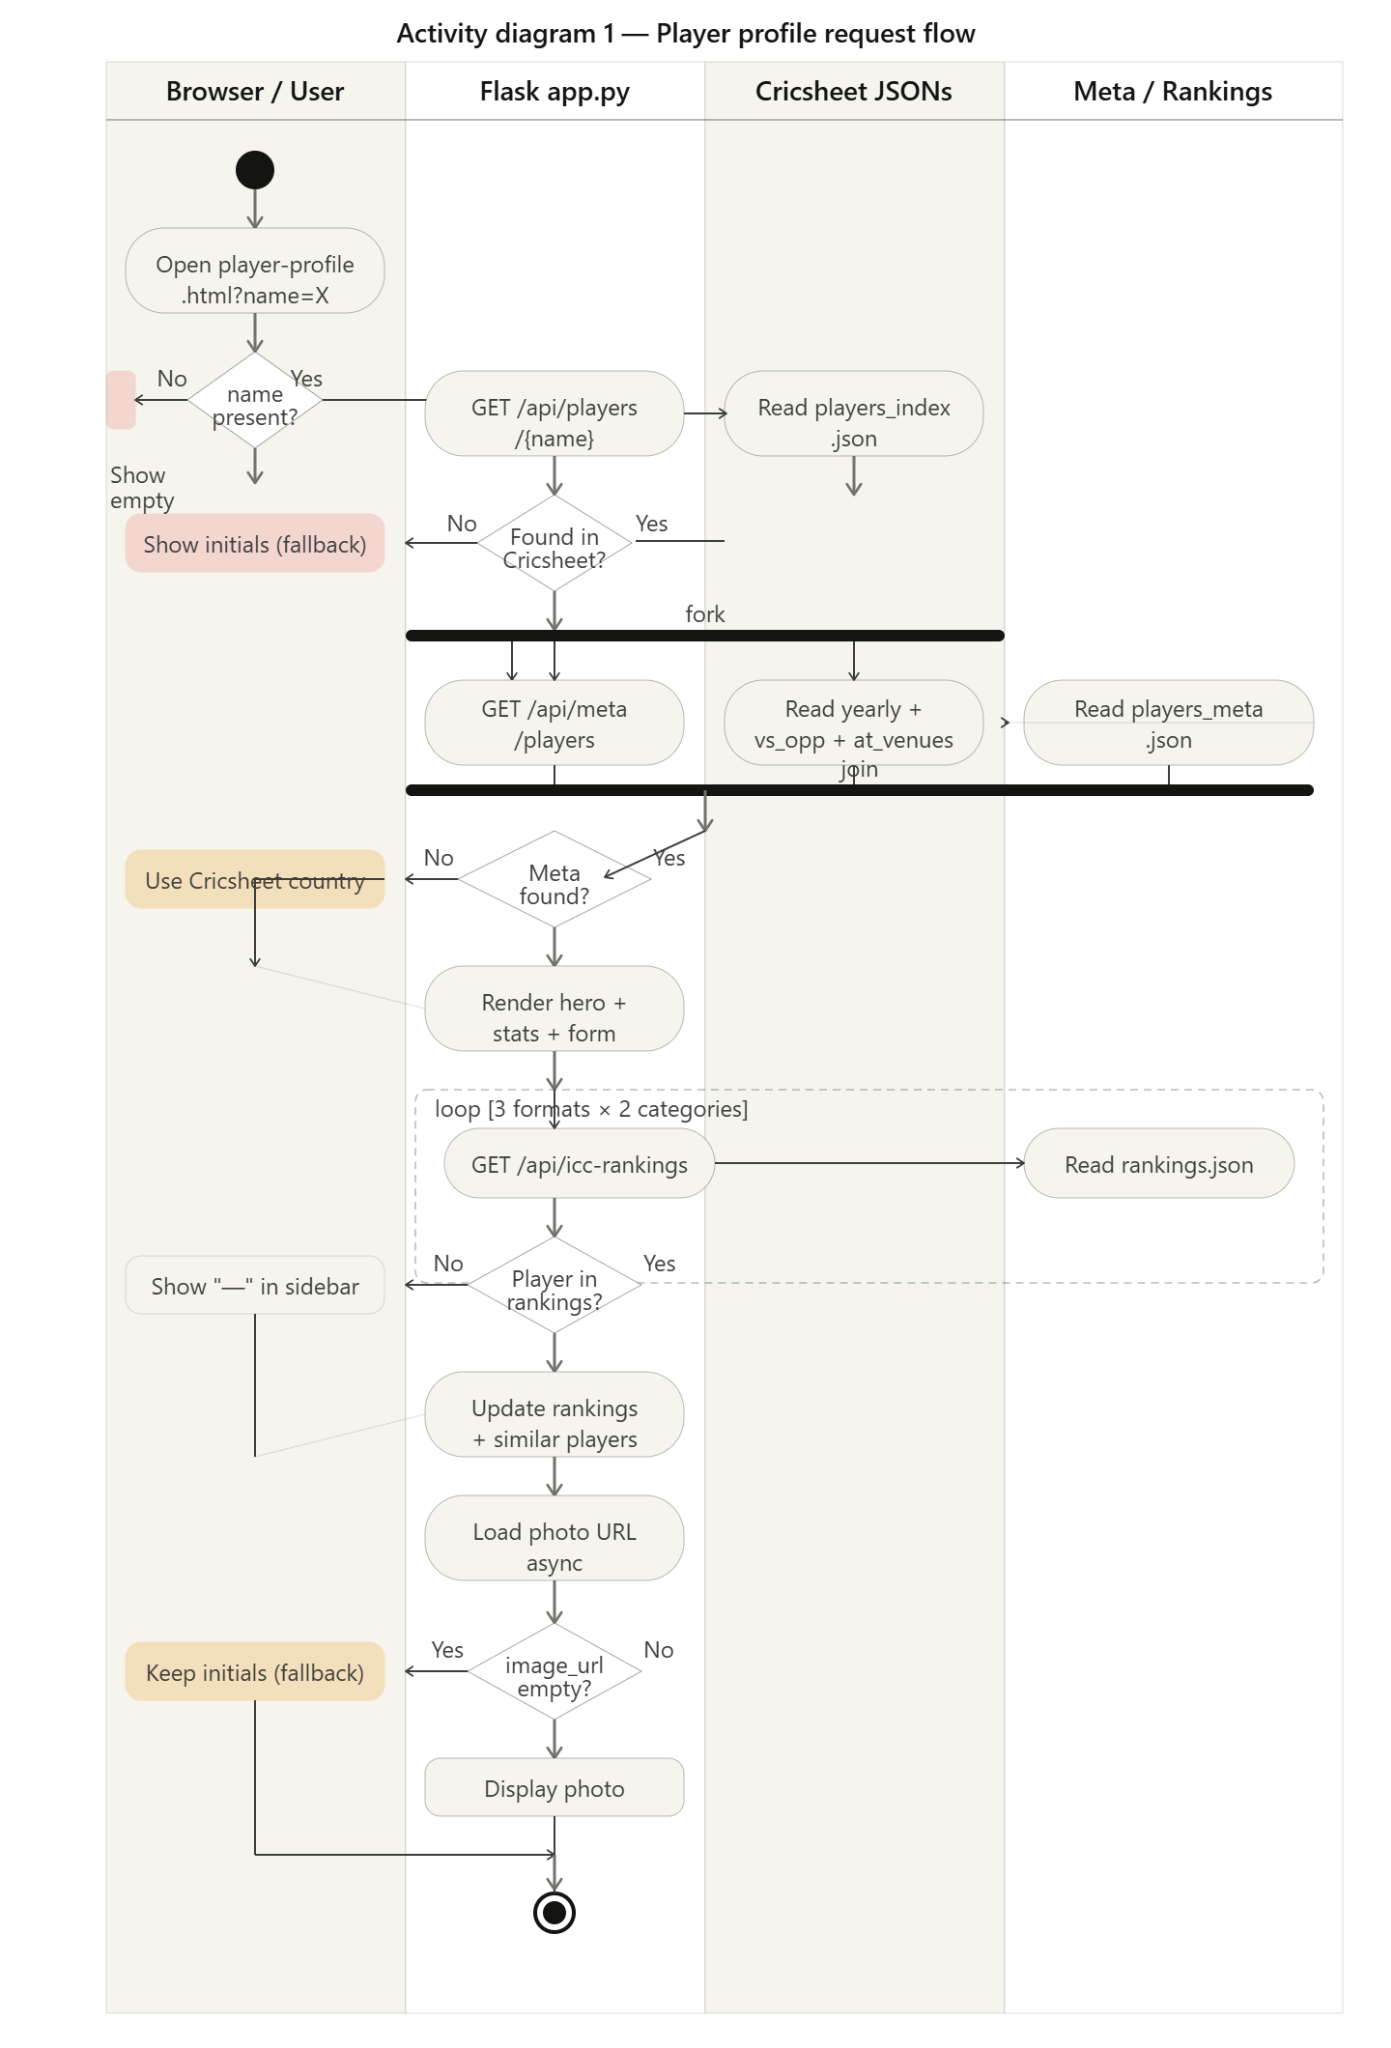 Activity diagram 1 — Player profile request flow
Browser / User
Flask app.py
Cricsheet JSONs
Meta / Rankings
Open player-profile
.html?name=X
No
Yes
name
present?
GET /api/players
/{name}
Read players_index
.json
Show
empty
No
Yes
Found in
Cricsheet?
Show initials (fallback)
fork
GET /api/meta
/players
Read yearly +
vs_opp + at_venues
join
Read players_meta
.json
No
Yes
Meta
found?
Use Cricsheet country
Render hero +
stats + form
loop [3 formats × 2 categories]
GET /api/icc-rankings
Read rankings.json
No
Yes
Player in
rankings?
Show "—" in sidebar
Update rankings
+ similar players
Load photo URL
async
Yes
No
image_url
empty?
Keep initials (fallback)
Display photo